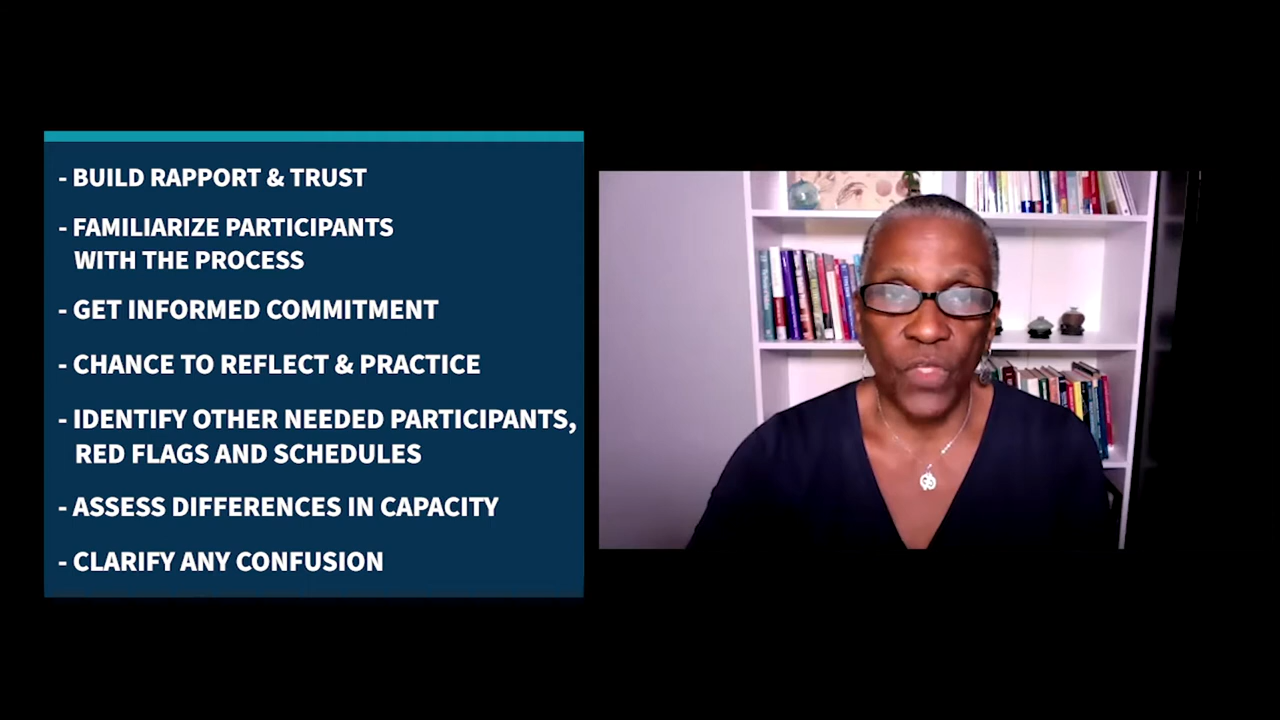 - BUILD RAPPORT & TRUST
- FAMILIARIZE PARTICIPANTS
WITH THE PROCESS
- GET INFORMED COMMITMENT
- CHANCE TO REFLECT & PRACTICE
- IDENTIFY OTHER NEEDED PARTICIPANTS,
RED FLAGS AND SCHEDULES
- ASSESS DIFFERENCES IN CAPACITY
- CLARIFY ANY CONFUSION